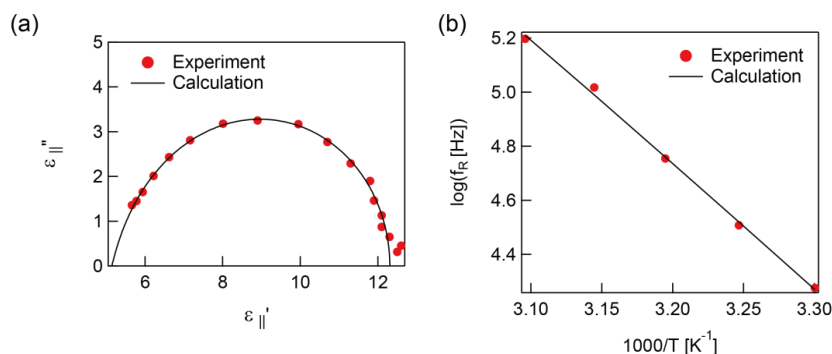 (a)
5
4
3
2
1
0
ε||''
Experiment
Calculation
6
8
10
12
ε||'
(b)
5.2
5.0
4.8
4.6
4.4
log(fR [Hz])
Experiment
Calculation
3.10
3.15
3.20
3.25
3.30
1000/T [K-1]